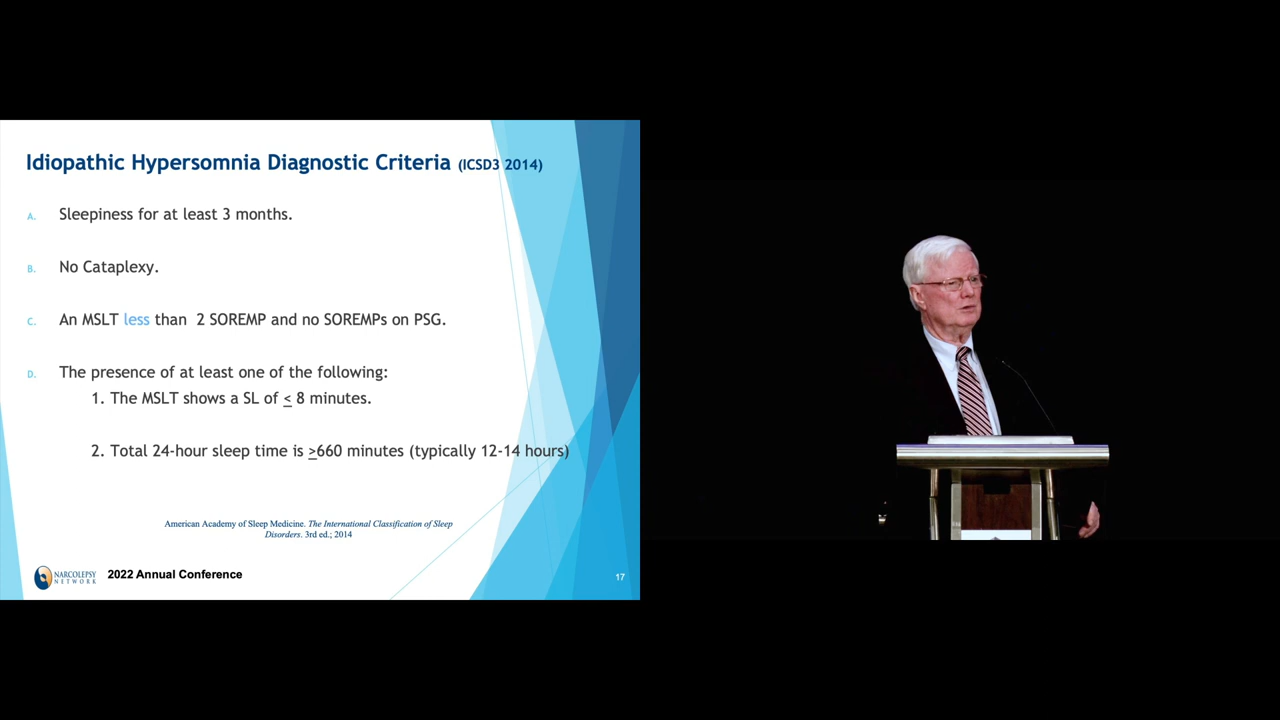 Idiopathic Hypersomnia Diagnostic Criteria (ICSD3 2014)
A. Sleepiness for at least 3 months.
B. No Cataplexy.
C. An MSLT less than 2 SOREMP and no SOREMPs on PSG.
D. The presence of at least one of the following:
1. The MSLT shows a SL of < 8 minutes.
2. Total 24-hour sleep time is >660 minutes (typically 12-14 hours)
American Academy of Sleep Medicine. The International Classification of Sleep
Disorders. 3rd ed.; 2014
NARCOLEPSY
NETWORK
2022 Annual Conference
17